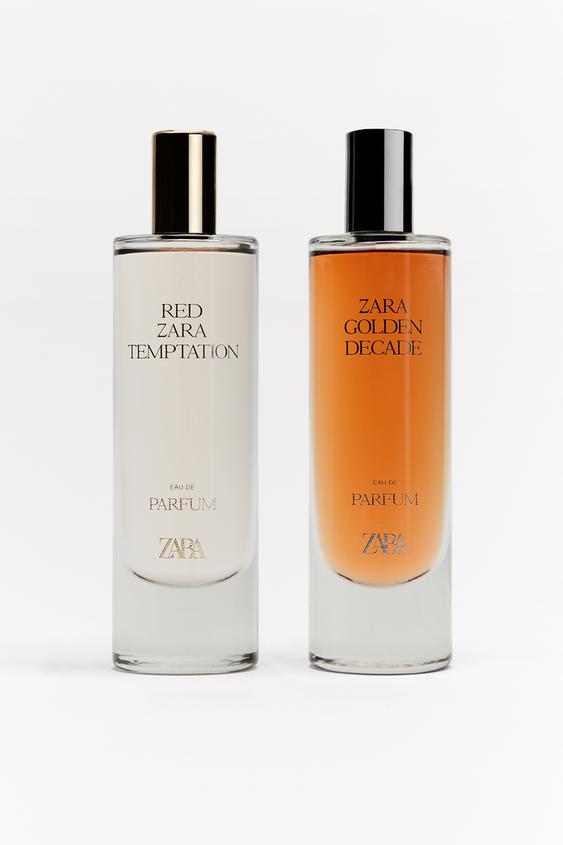 RED
ZARA
TEMPTATION
EAU DE
PARFUM
ZARA
ZARA
GOLDEN
DECADE
EAU DE
PARFUM
ZARA